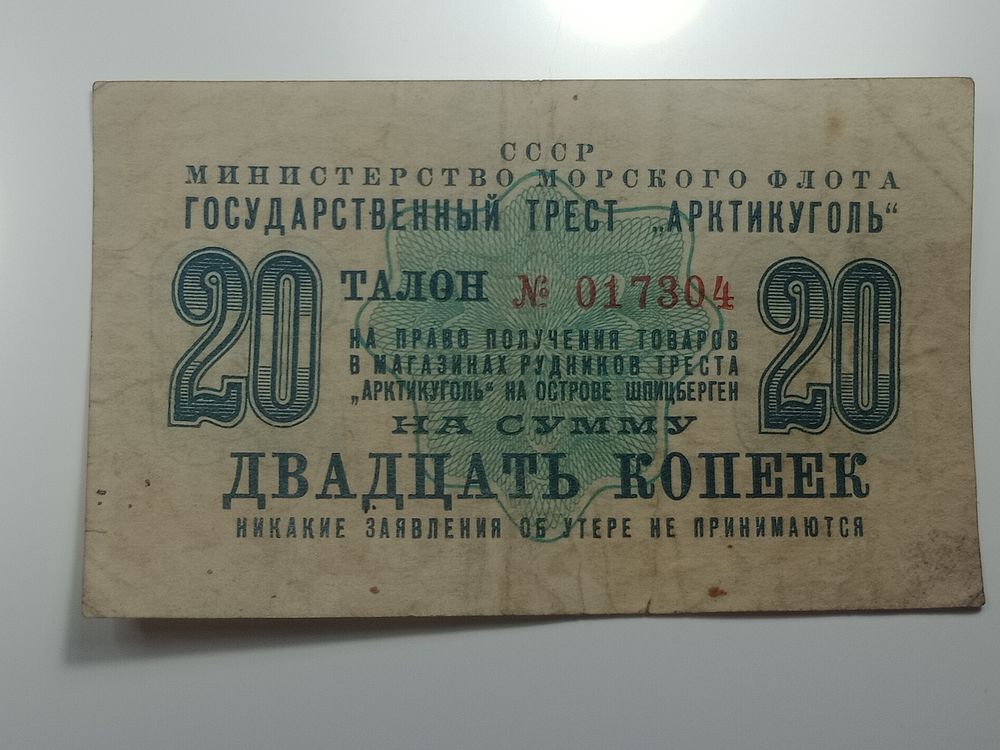 СССР
МИНИСТЕРСТВО МОРСКОГО ФЛОТА
ГОСУДАРСТВЕННЫЙ ТРЕСТ „АРКТИКУГОЛЬ“
20 ТАЛОН № 017304 20
НА ПРАВО ПОЛУЧЕНИЯ ТОВАРОВ
В МАГАЗИНАХ РУДНИКОВ ТРЕСТА
„АРКТИКУГОЛЬ“ НА ОСТРОВЕ ШПИЦБЕРГЕН
НА СУММУ
ДВАДЦАТЬ КОПЕЕК
НИКАКИЕ ЗАЯВЛЕНИЯ ОБ УТЕРЕ НЕ ПРИНИМАЮТСЯ